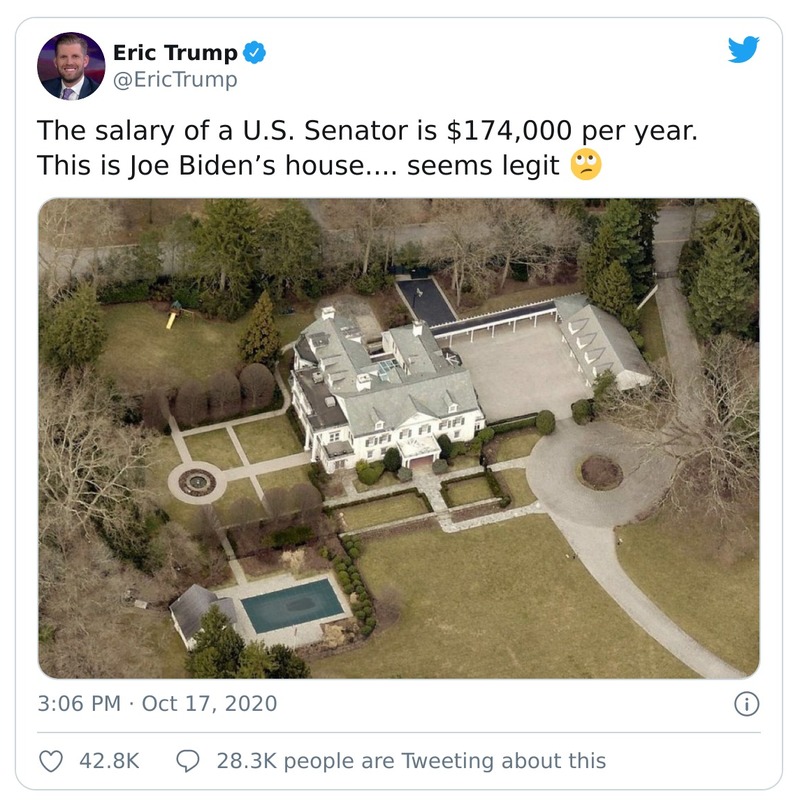 Eric Trump
@EricTrump
The salary of a U.S. Senator is $174,000 per year.
This is Joe Biden’s house.... seems legit 🙄
3:06 PM · Oct 17, 2020
42.8K 28.3K people are Tweeting about this